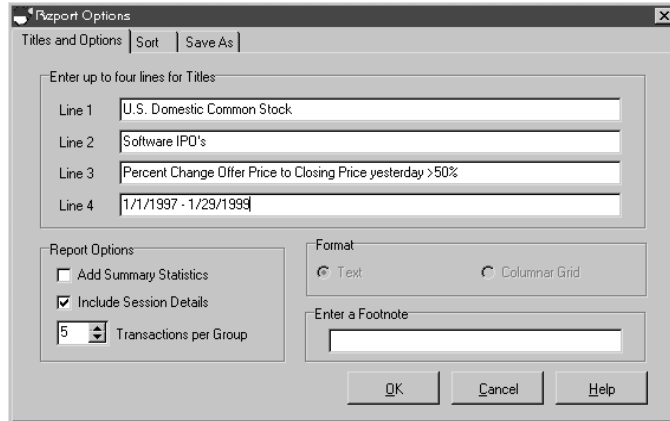 Report Options
Titles and Options Sort Save As
Enter up to four lines for Titles
Line 1 U.S. Domestic Common Stock
Line 2 Software IPO's
Line 3 Percent Change Offer Price to Closing Price yesterday >50%
Line 4 1/1/1997 - 1/29/1999
Report Options
Add Summary Statistics
Include Session Details
5 Transactions per Group
Format
Text Columnar Grid
Enter a Footnote
OK Cancel Help